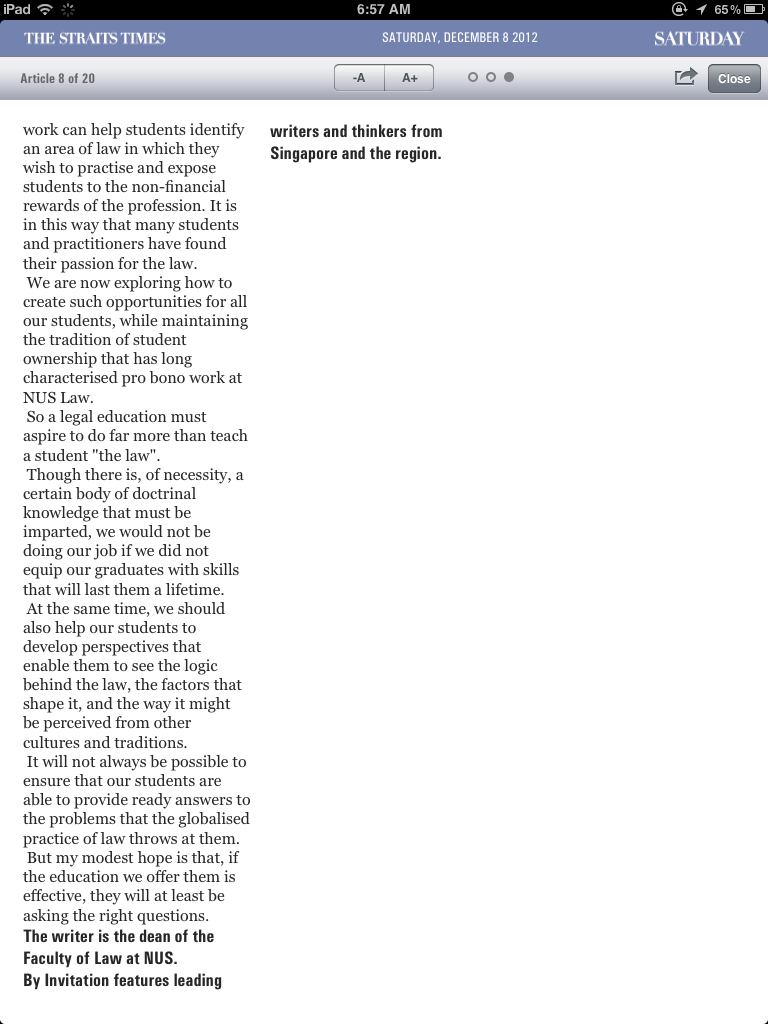 iPad
6:57 AM
65%
THE STRAITS TIMES
SATURDAY, DECEMBER 8 2012
SATURDAY
Article 8 of 20
-A
A+
Close
work can help students identify
an area of law in which they
wish to practise and expose
students to the non-financial
rewards of the profession. It is
in this way that many students
and practitioners have found
their passion for the law.
We are now exploring how to
create such opportunities for all
our students, while maintaining
the tradition of student
ownership that has long
characterised pro bono work at
NUS Law.
So a legal education must
aspire to do far more than teach
a student "the law".
Though there is, of necessity, a
certain body of doctrinal
knowledge that must be
imparted, we would not be
doing our job if we did not
equip our graduates with skills
that will last them a lifetime.
At the same time, we should
also help our students to
develop perspectives that
enable them to see the logic
behind the law, the factors that
shape it, and the way it might
be perceived from other
cultures and traditions.
It will not always be possible to
ensure that our students are
able to provide ready answers to
the problems that the globalised
practice of law throws at them.
But my modest hope is that, if
the education we offer them is
effective, they will at least be
asking the right questions.
The writer is the dean of the
Faculty of Law at NUS.
By Invitation features leading
writers and thinkers from
Singapore and the region.